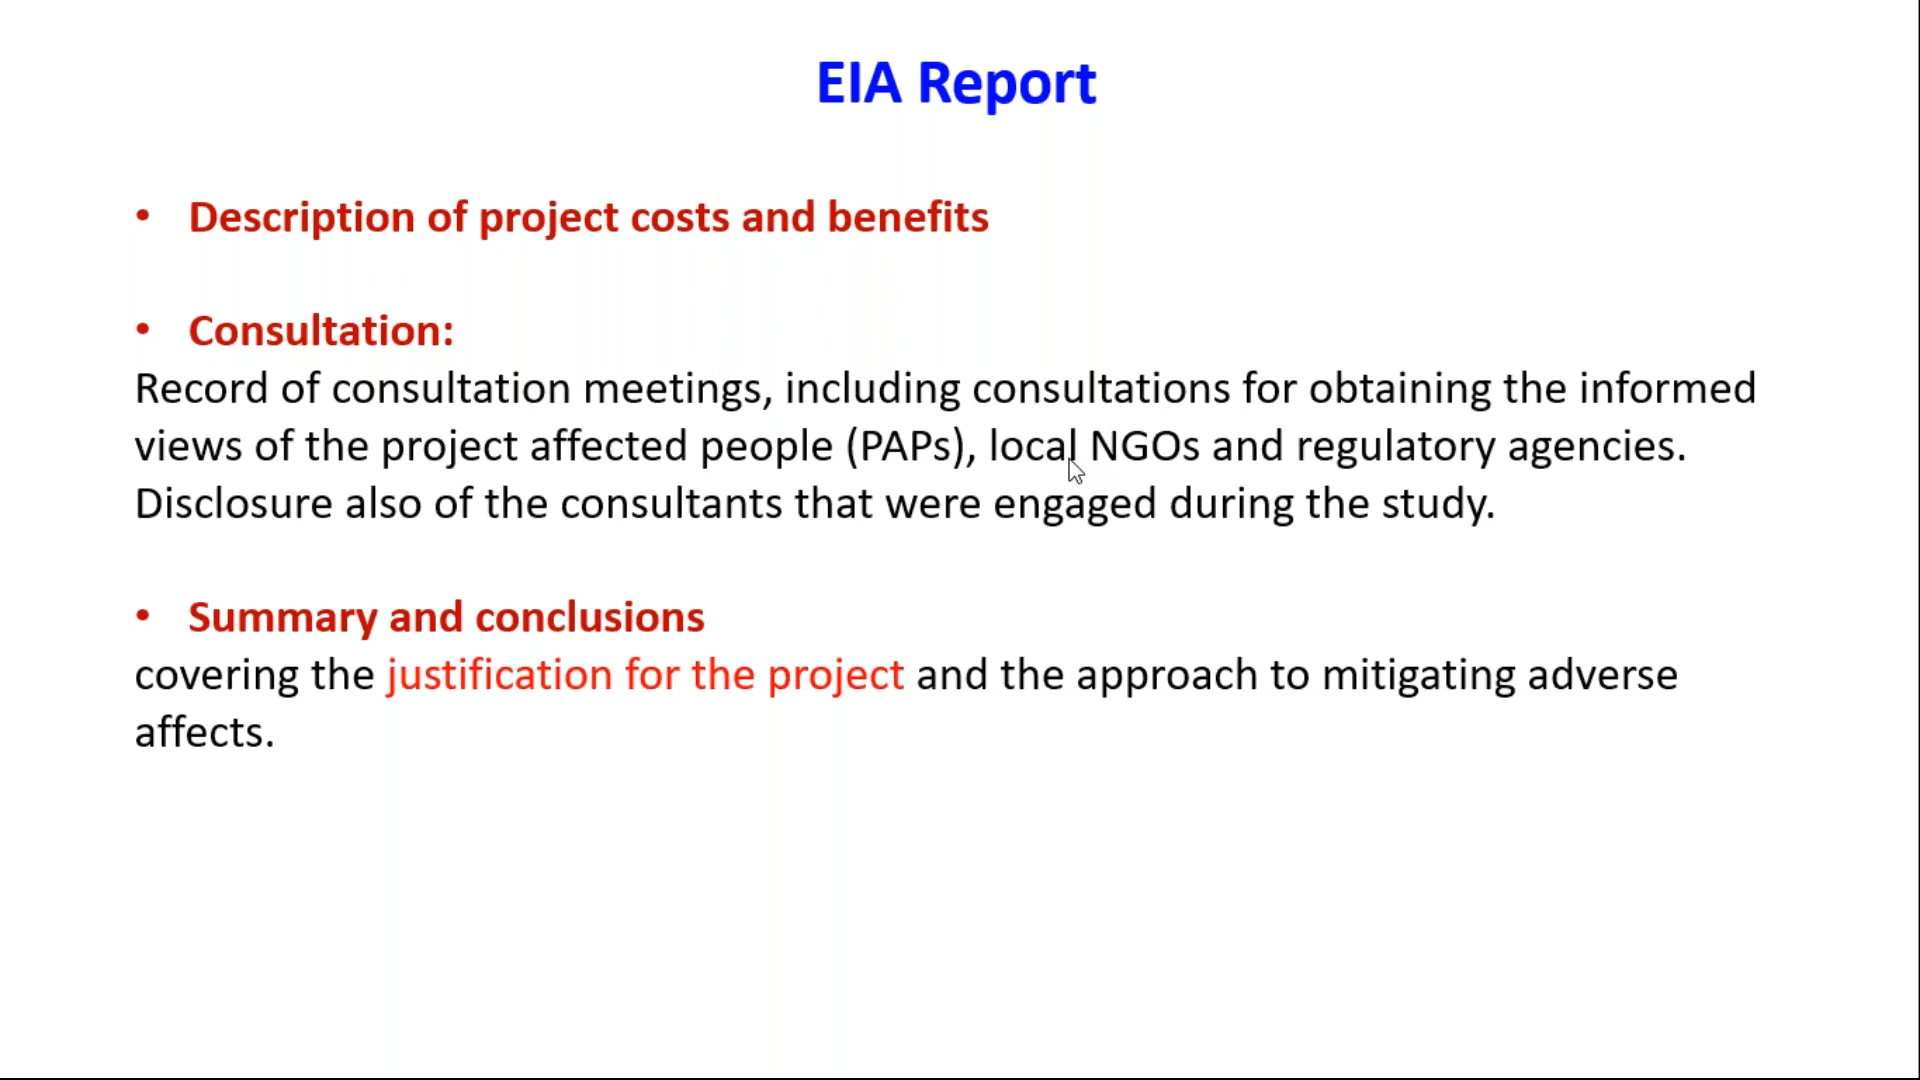 EIA Report
• Description of project costs and benefits
• Consultation:
Record of consultation meetings, including consultations for obtaining the informed
views of the project affected people (PAPs), local NGOs and regulatory agencies.
Disclosure also of the consultants that were engaged during the study.
• Summary and conclusions
covering the justification for the project and the approach to mitigating adverse
affects.